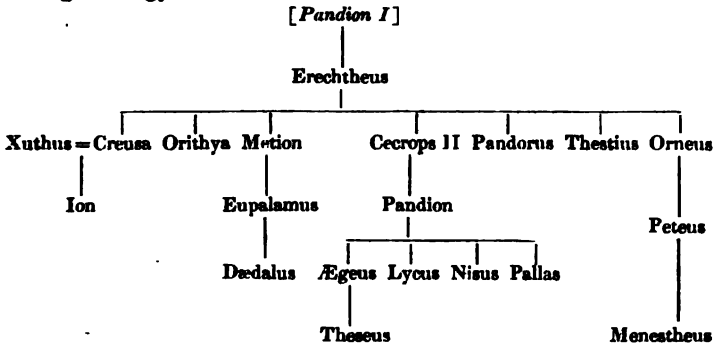 [Pandion I]
Erechtheus
Xuthus = Creusa Orithya Metion Cecrops II Pandorus Thestius Orneus
Ion Eupalamus Pandion
Peteus
Dædalus Ægeus Lycus Nisus Pallas
Theseus Menestheus